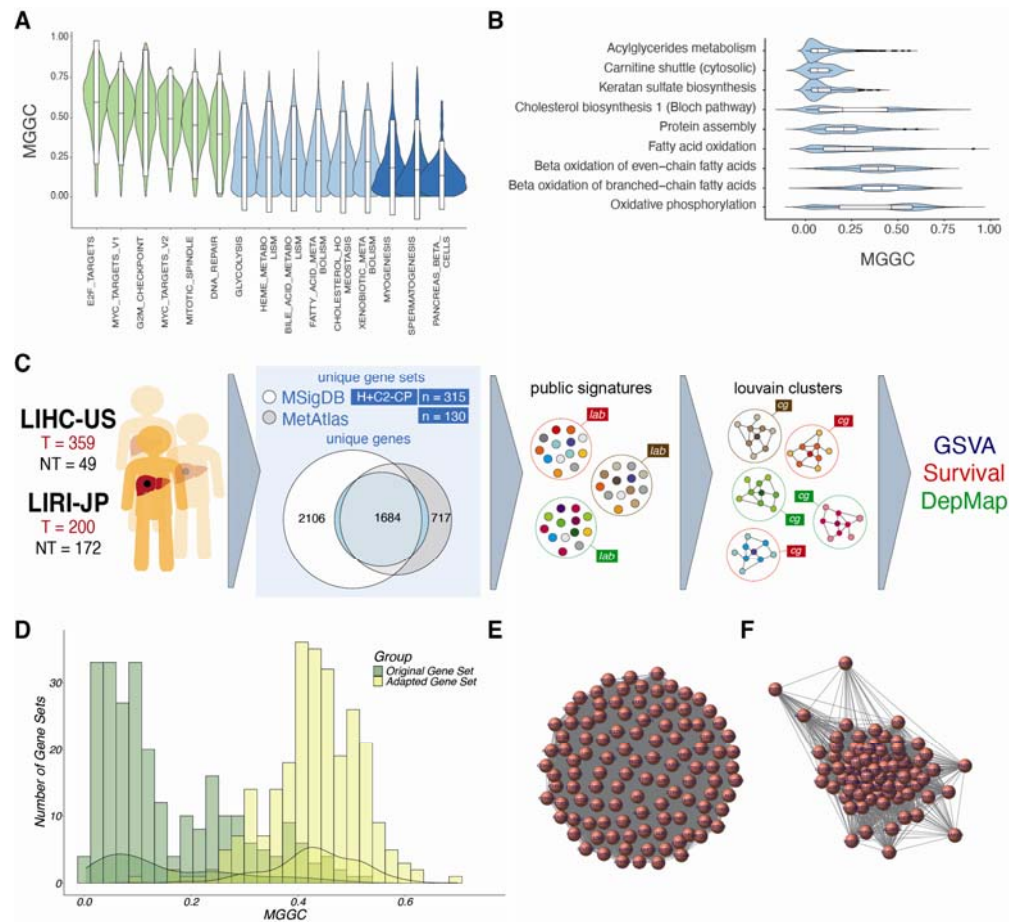 A
MGGC
1.00
0.75
0.50
0.25
0.00
E2F_TARGETS
MYC_TARGETS_V1
G2M_CHECKPOINT
MYC_TARGETS_V2
MITOTIC_SPINDLE
DNA_REPAIR
GLYCOLYSIS
HEME_METABO
LISM
BILE_ACID_METABO
LISM
FATTY_ACID_META
BOLISM
CHOLESTEROL_HO
MEOSTASIS
XENOBIOTIC_META
BOLISM
MYOGENESIS
SPERMATOGENESIS
PANCREAS_BETA_
CELLS
B
Acylglycerides metabolism
Carnitine shuttle (cytosolic)
Keratan sulfate biosynthesis
Cholesterol biosynthesis 1 (Bloch pathway)
Protein assembly
Fatty acid oxidation
Beta oxidation of even-chain fatty acids
Beta oxidation of branched-chain fatty acids
Oxidative phosphorylation
0.00 0.25 0.50 0.75 1.00
MGGC
C
LIHC-US
T = 359
NT = 49
LIRI-JP
T = 200
NT = 172
unique gene sets
MSigDB H+C2-CP n = 315
MetAtlas n = 130
unique genes
2106 1684 717
public signatures
lab
lab
lab
louvain clusters
cg
cg
cg
cg
cg
GSVA
Survival
DepMap
D
Number of Gene Sets
30
20
10
0
0.0 0.2 0.4 0.6
MGGC
Group
Original Gene Set
Adapted Gene Set
E
F